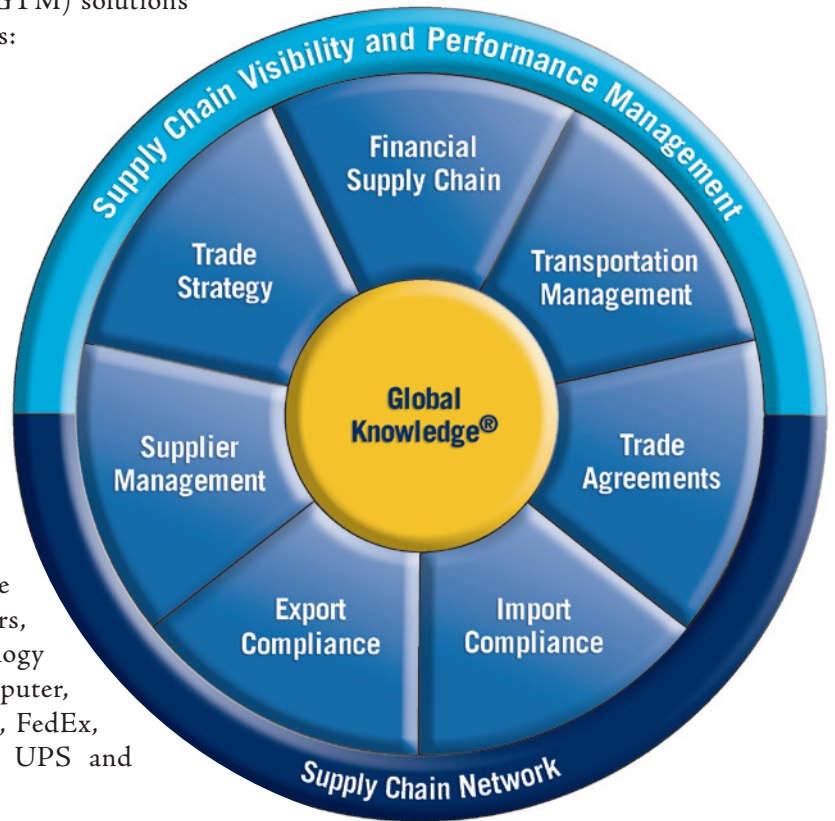 GTM) solutions
s:
Supply Chain Visibility and Performance Management
Financial
Supply Chain
Transportation
Management
Trade
Agreements
Import
Compliance
Export
Compliance
Supplier
Management
Trade
Strategy
Global
Knowledge®
Supply Chain Network
e
rs,
logy
puter,
, FedEx,
UPS and